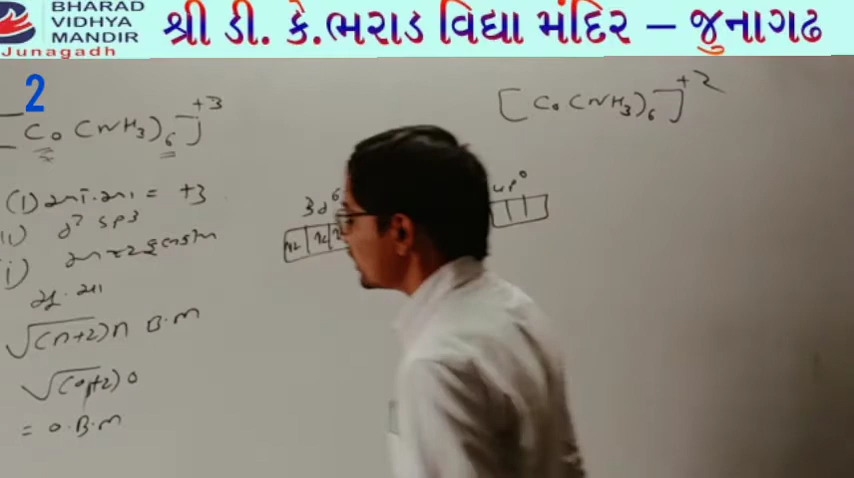 BHARAD
VIDHYA
MANDIR
Junagadh
શ્રી ડી. કે.ભરાડ વિદ્યા મંદિર – જુનાગઢ
2
[Co(NH3)6]+3
[Co(NH3)6]+2
= +3
d2 sp3
3d6
4p0
√(n+2)n B.M
√(0+2) 0
= 0.B.M